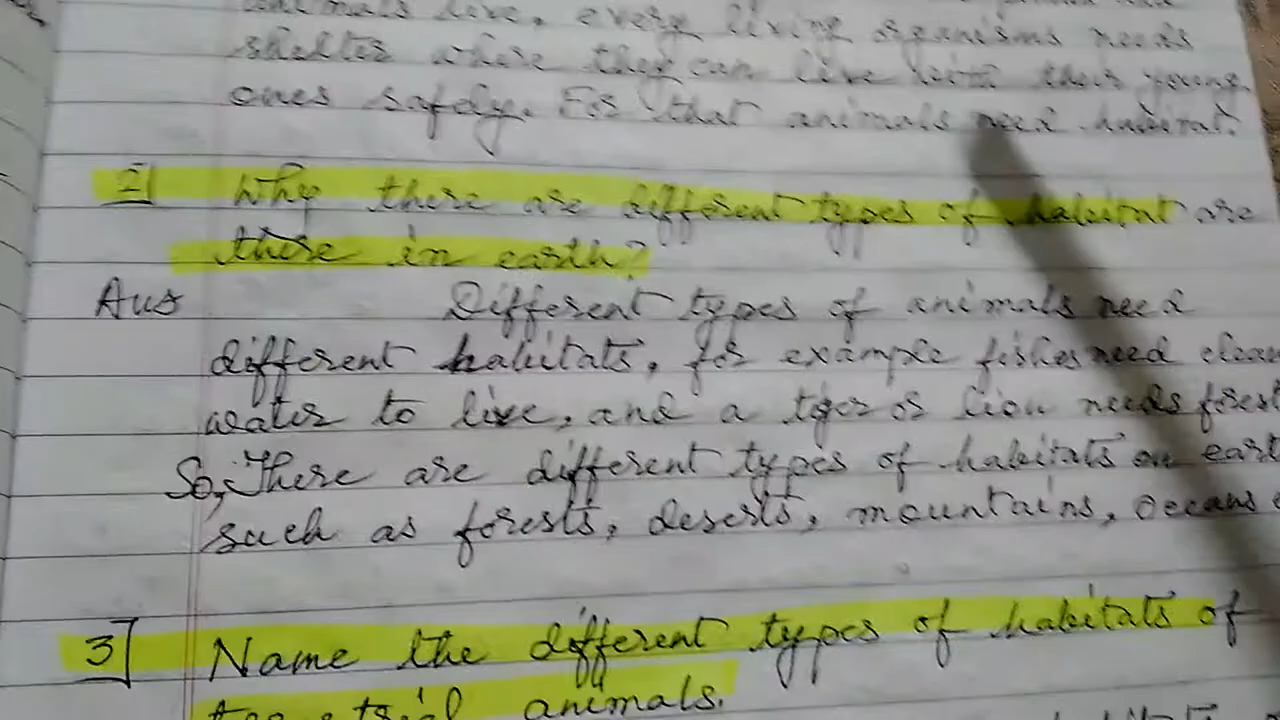 animals live, every living organisms needs
shelter where they can live with their young
ones safely. For that animals need habitat.
2] Why there are different types of habitat are
there in earth?
Ans Different types of animals need
different habitats, for example fishes need clean
water to live, and a tiger or lion needs forest
So, There are different types of habitats on eart
such as forests, deserts, mountains, oceans
3] Name the different types of habitats of
animals.